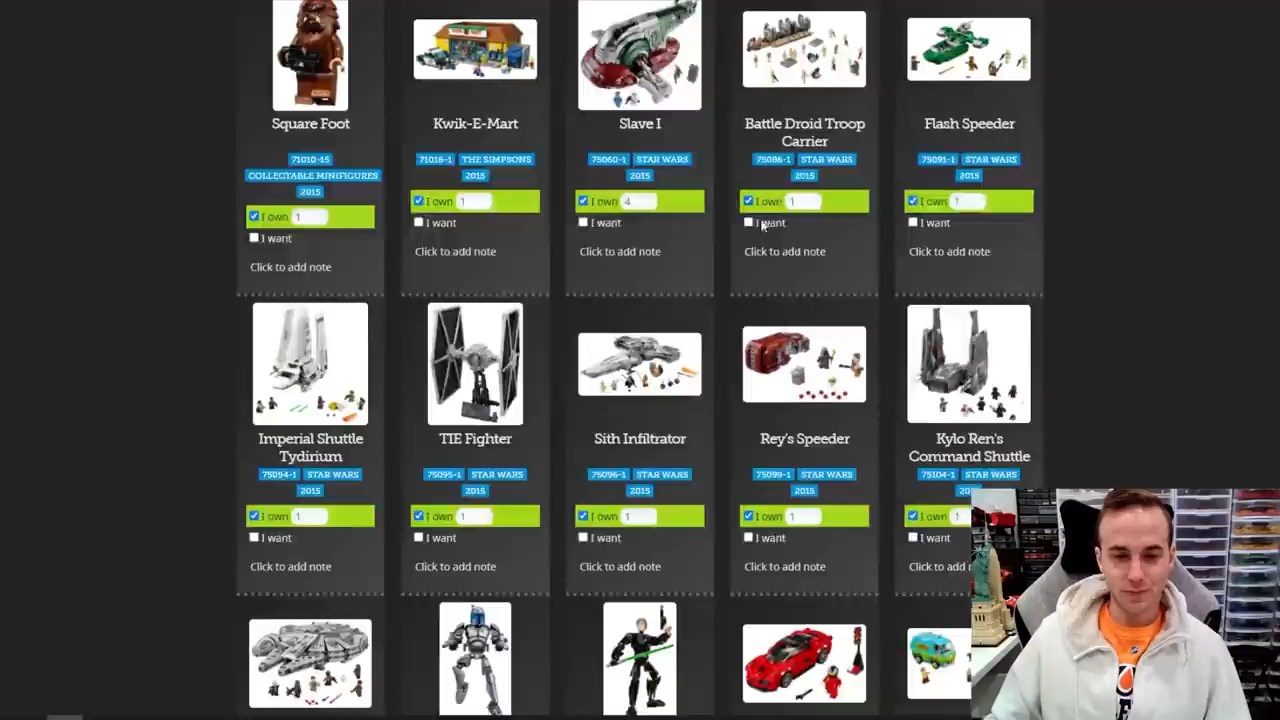 Square Foot
71010-15
COLLECTABLE MINIFIGURES
2015
I own 1
I want
Click to add note
Kwik-E-Mart
71016-1 THE SIMPSONS
2015
I own 1
I want
Click to add note
Slave I
75060-1 STAR WARS
2015
I own 4
I want
Click to add note
Battle Droid Troop
Carrier
75086-1 STAR WARS
2015
I own 1
I want
Click to add note
Flash Speeder
75091-1 STAR WARS
2015
I own 1
I want
Click to add note
Imperial Shuttle
Tydirium
75094-1 STAR WARS
2015
I own 1
I want
Click to add note
TIE Fighter
75095-1 STAR WARS
2015
I own 1
I want
Click to add note
Sith Infiltrator
75096-1 STAR WARS
2015
I own 1
I want
Click to add note
Rey's Speeder
75099-1 STAR WARS
2015
I own 1
I want
Click to add note
Kylo Ren's
Command Shuttle
75104-1 STAR WARS
I own 1
I want
Click to add